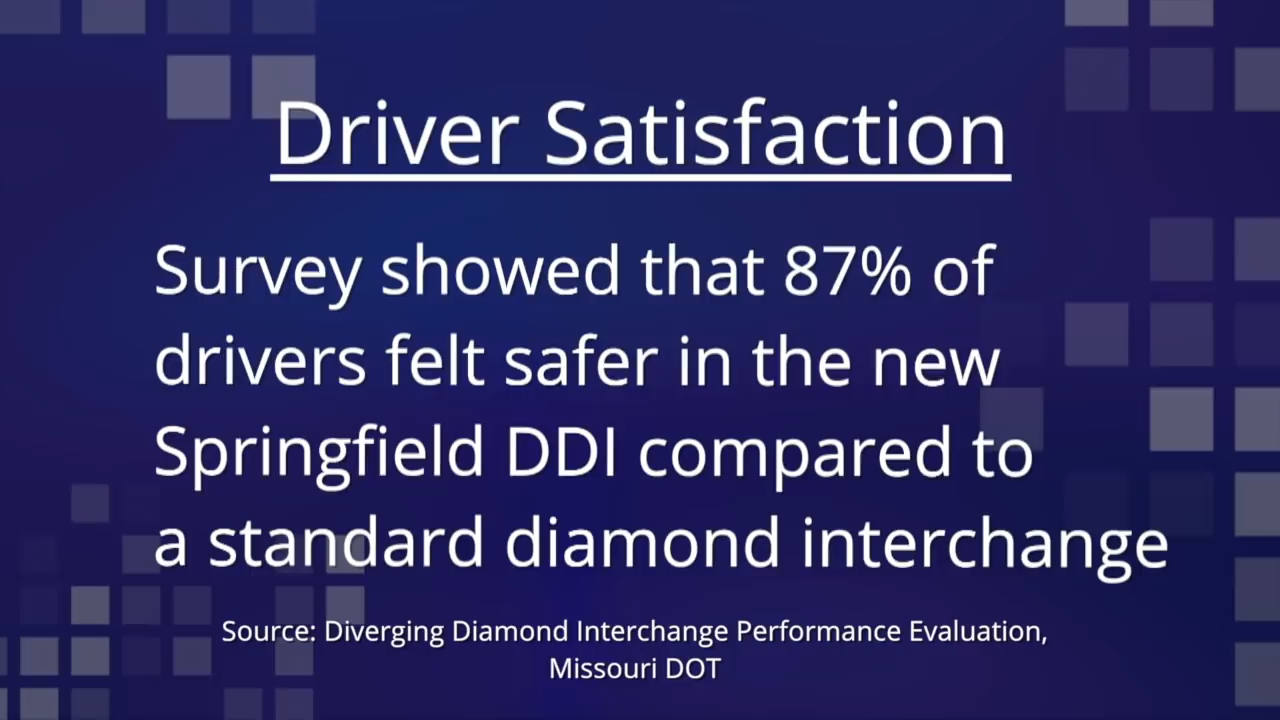 Driver Satisfaction
Survey showed that 87% of
drivers felt safer in the new
Springfield DDI compared to
a standard diamond interchange
Source: Diverging Diamond Interchange Performance Evaluation,
Missouri DOT